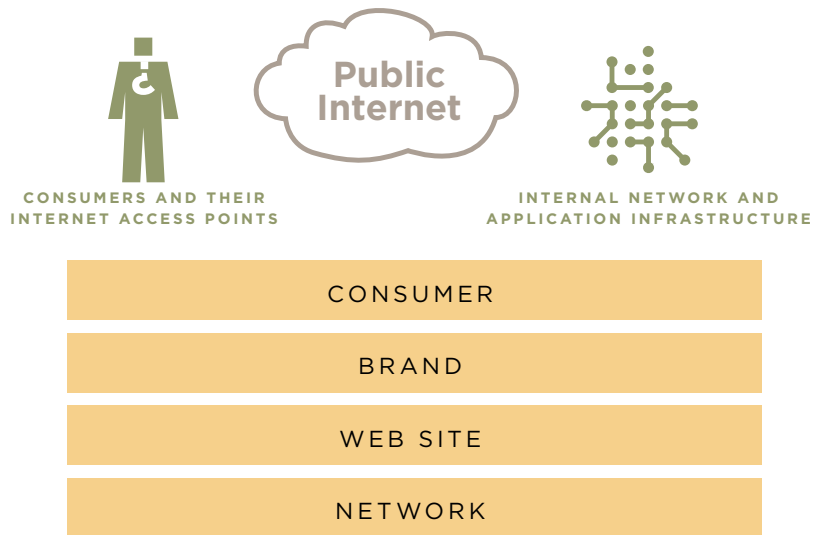 Public
Internet
CONSUMERS AND THEIR
INTERNET ACCESS POINTS
INTERNAL NETWORK AND
APPLICATION INFRASTRUCTURE
CONSUMER
BRAND
WEB SITE
NETWORK